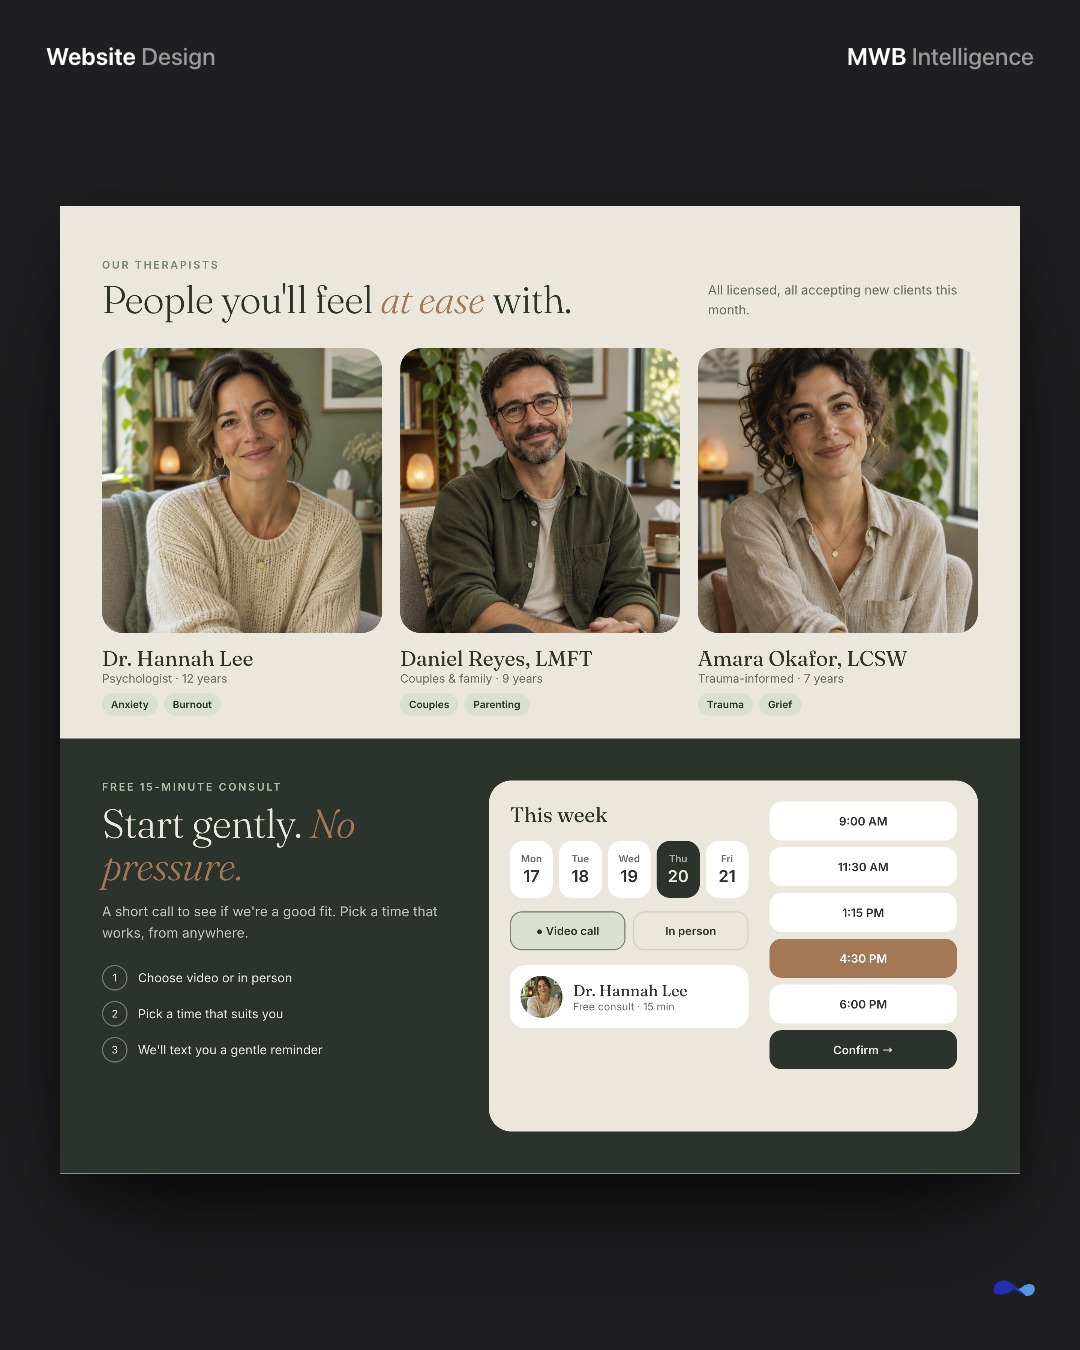 Website Design
MWB Intelligence
OUR THERAPISTS
People you'll feel at ease with.
All licensed, all accepting new clients this
month.
Dr. Hannah Lee
Psychologist · 12 years
Anxiety
Burnout
Daniel Reyes, LMFT
Couples & family · 9 years
Couples
Parenting
Amara Okafor, LCSW
Trauma-informed · 7 years
Trauma
Grief
FREE 15-MINUTE CONSULT
Start gently. No
pressure.
A short call to see if we're a good fit. Pick a time that
works, from anywhere.
1 Choose video or in person
2 Pick a time that suits you
3 We'll text you a gentle reminder
This week
Mon Tue Wed Thu Fri
17 18 19 20 21
● Video call
In person
Dr. Hannah Lee
Free consult · 15 min
9:00 AM
11:30 AM
1:15 PM
4:30 PM
6:00 PM
Confirm →